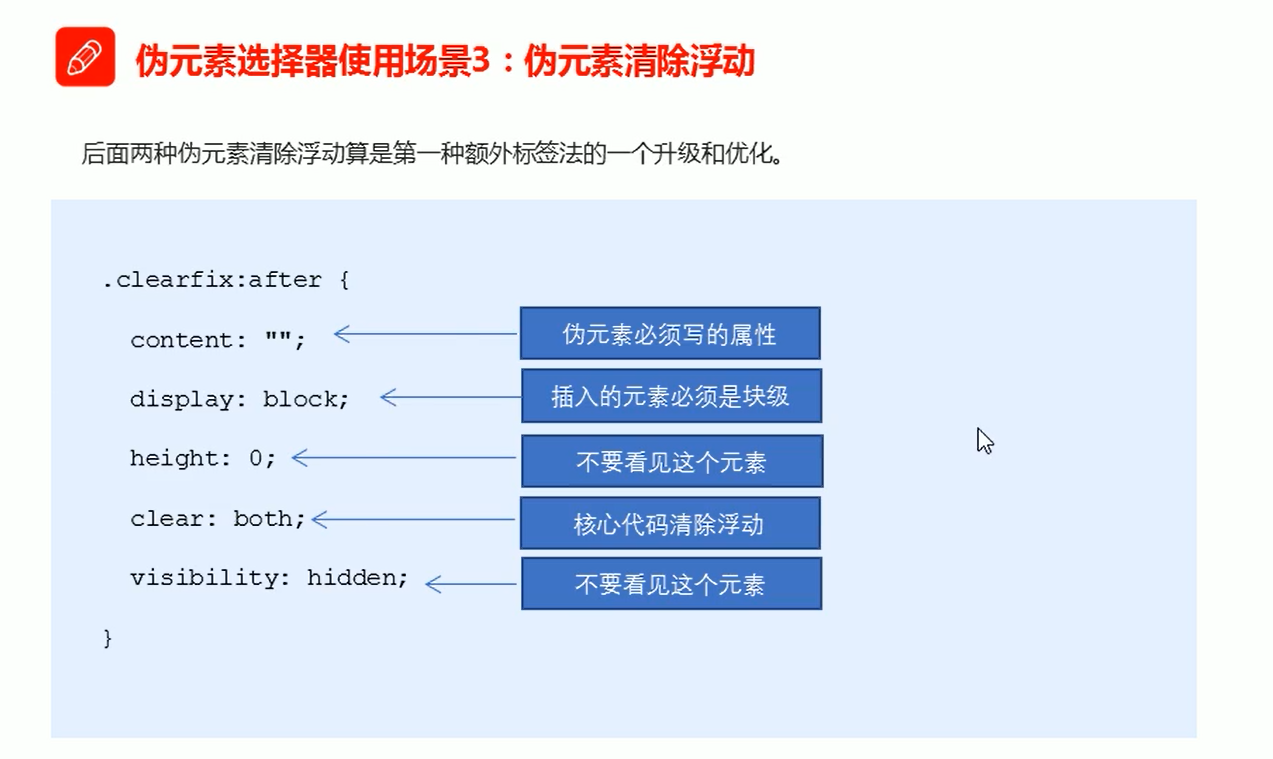 伪元素选择器使用场景3：伪元素清除浮动
后面两种伪元素清除浮动算是第一种额外标签法的一个升级和优化。
.clearfix:after {
content: "";
伪元素必须写的属性
display: block;
插入的元素必须是块级
height: 0;
不要看见这个元素
clear: both;
核心代码清除浮动
visibility: hidden;
不要看见这个元素
}